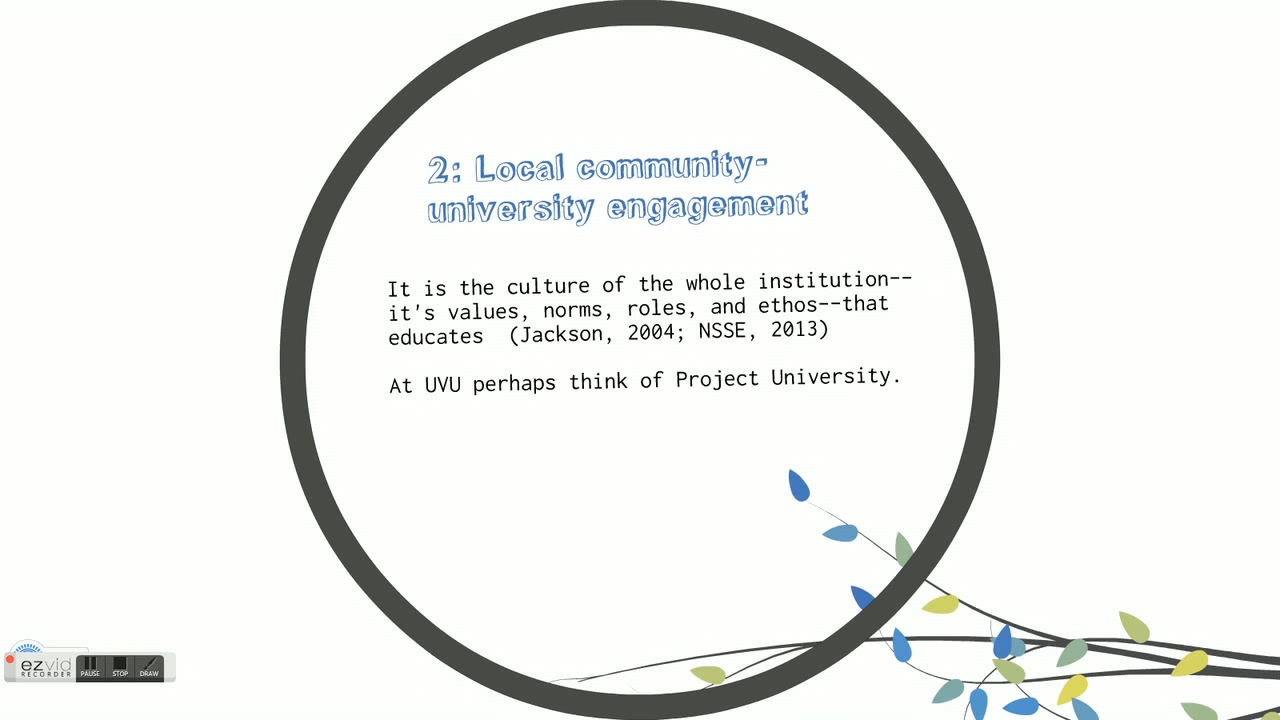 2: Local community-
university engagement
It is the culture of the whole institution--
it's values, norms, roles, and ethos--that
educates  (Jackson, 2004; NSSE, 2013)
At UVU perhaps think of Project University.
ezvid
RECORDER
PAUSE
STOP
DRAW